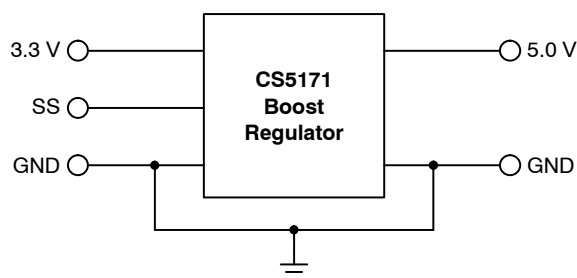 3.3 V
SS
GND
CS5171
Boost
Regulator
5.0 V
GND